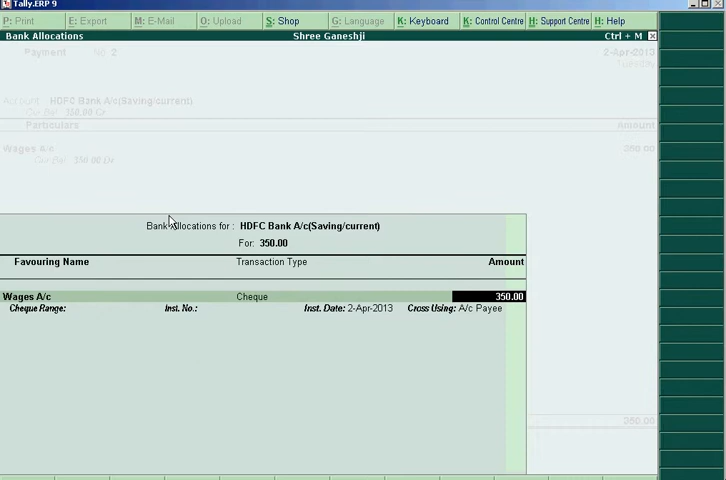 Tally.ERP 9
P: Print E: Export M: E-Mail O: Upload S: Shop G: Language K: Keyboard K: Control Centre H: Support Centre H: Help
Bank Allocations Shree Ganeshji Ctrl + M
Payment No. 2 2-Apr-2013
Account : HDFC Bank A/c(Saving/current)
Cur Bal: 350.00 Cr
Particulars Amount
Wages A/c 350.00
Cur Bal: 350.00 Dr
Bank Allocations for : HDFC Bank A/c(Saving/current)
For: 350.00
Favouring Name Transaction Type Amount
Wages A/c Cheque 350.00
Cheque Range: Inst. No.: Inst. Date: 2-Apr-2013 Cross Using: A/c Payee
350.00